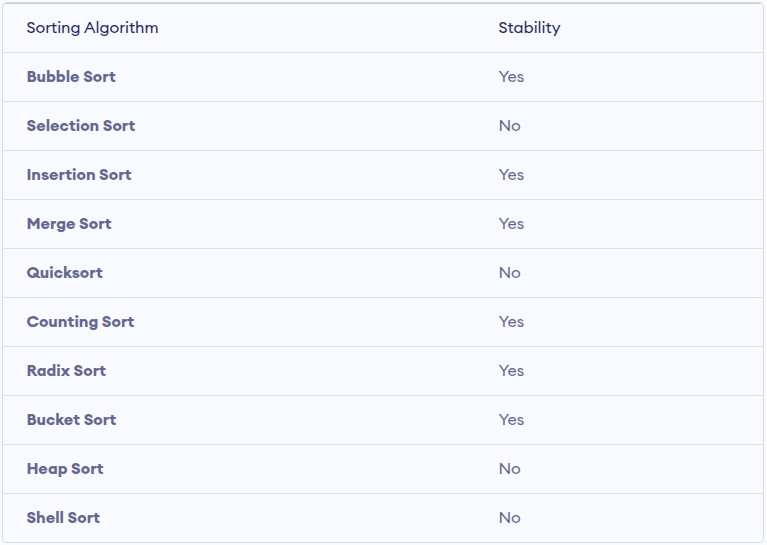 Sorting Algorithm Stability
Bubble Sort Yes
Selection Sort No
Insertion Sort Yes
Merge Sort Yes
Quicksort No
Counting Sort Yes
Radix Sort Yes
Bucket Sort Yes
Heap Sort No
Shell Sort No